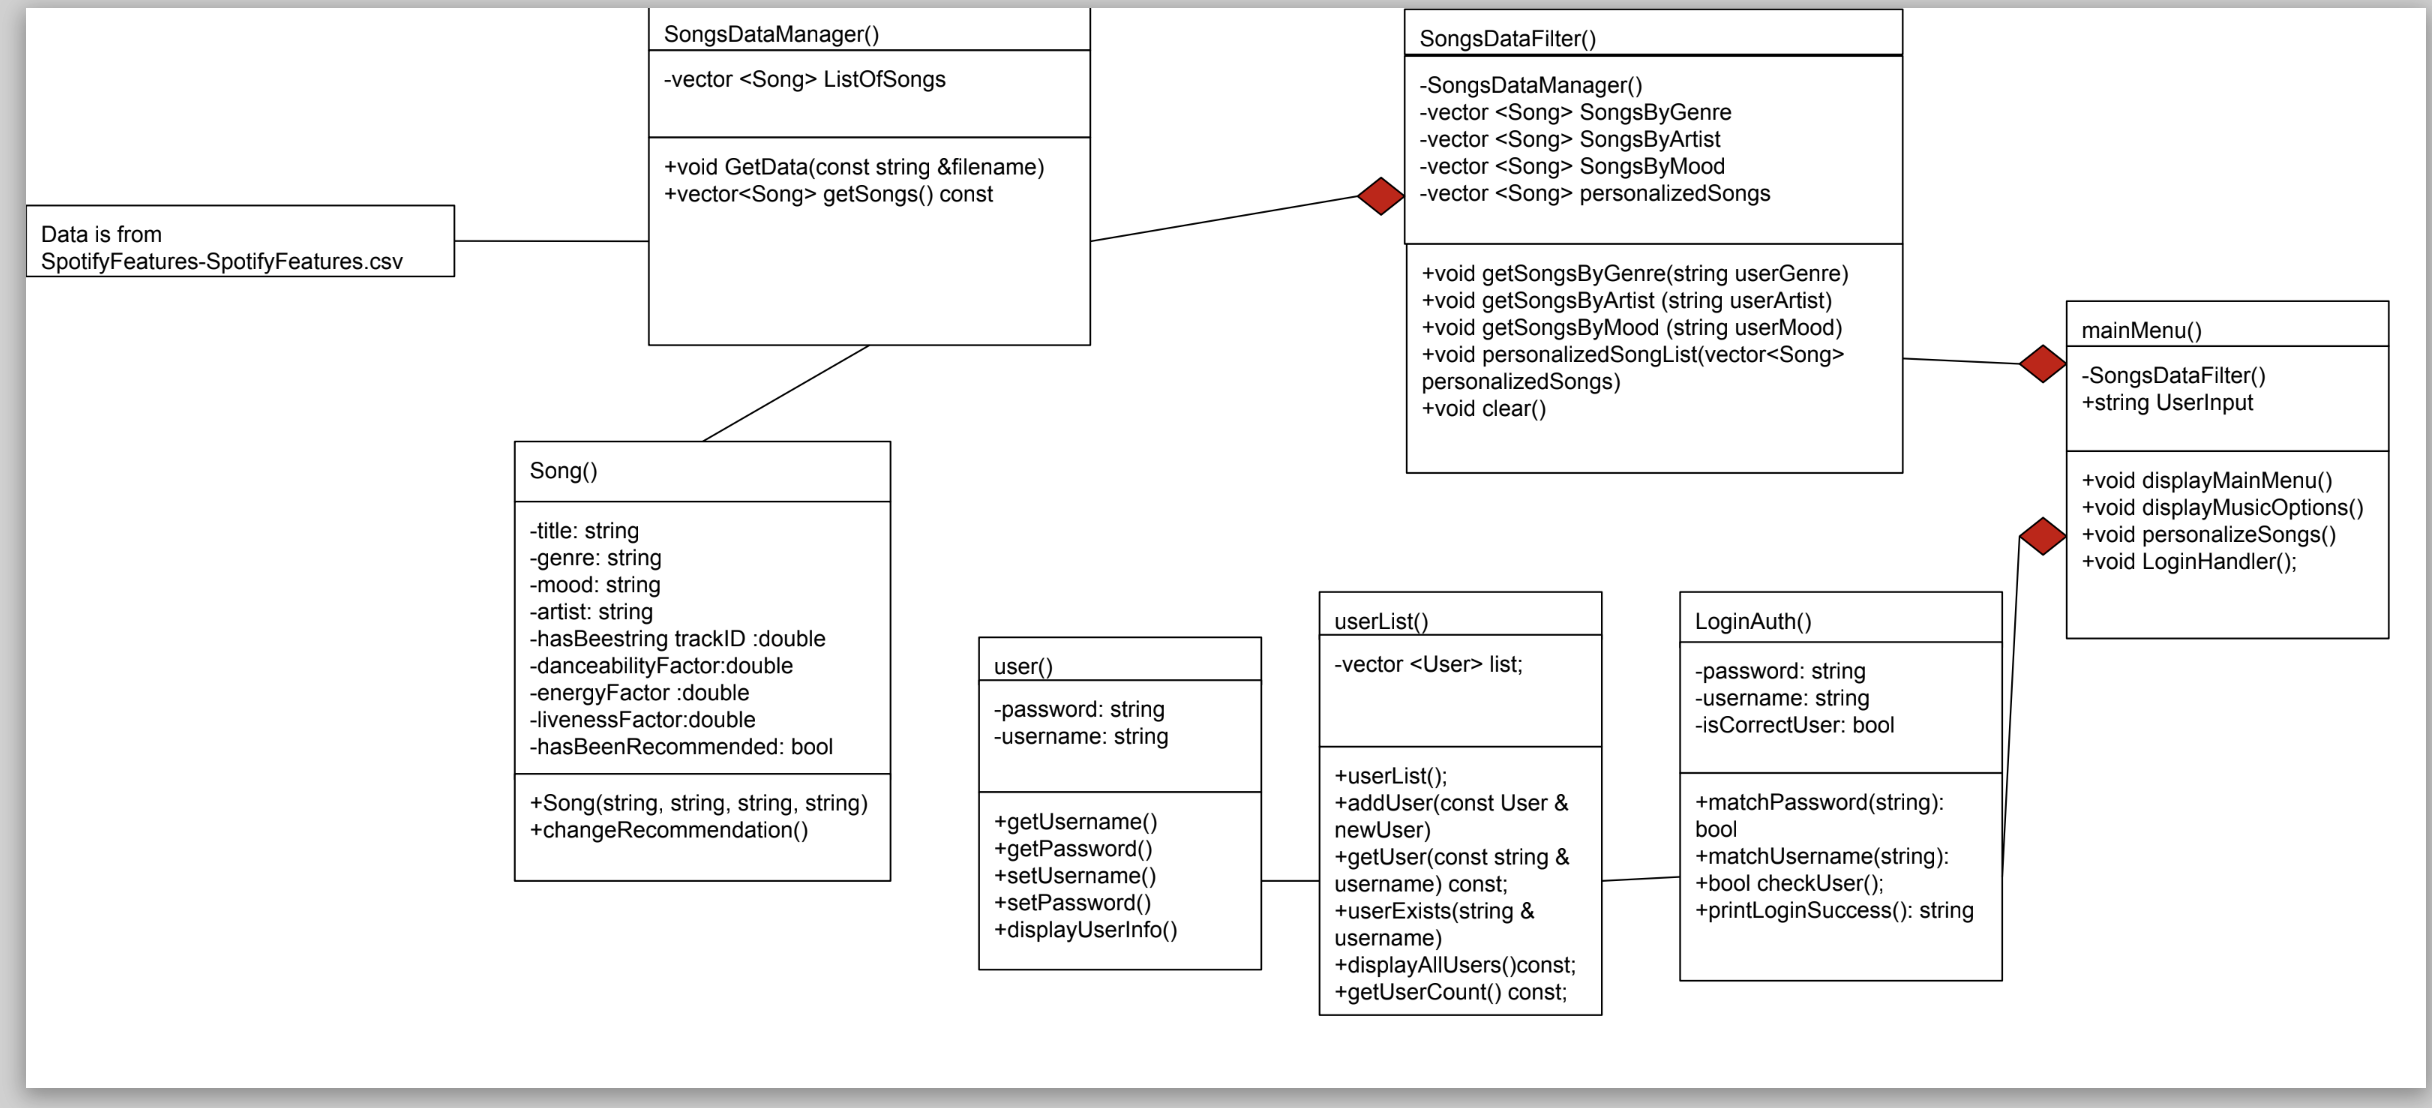 SongsDataManager()
-vector <Song> ListOfSongs
+void GetData(const string &filename)
+vector<Song> getSongs() const
Data is from
SpotifyFeatures-SpotifyFeatures.csv
SongsDataFilter()
-SongsDataManager()
-vector <Song> SongsByGenre
-vector <Song> SongsByArtist
-vector <Song> SongsByMood
-vector <Song> personalizedSongs
+void getSongsByGenre(string userGenre)
+void getSongsByArtist (string userArtist)
+void getSongsByMood (string userMood)
+void personalizedSongList(vector<Song>
personalizedSongs)
+void clear()
mainMenu()
-SongsDataFilter()
+string UserInput
+void displayMainMenu()
+void displayMusicOptions()
+void personalizeSongs()
+void LoginHandler();
Song()
-title: string
-genre: string
-mood: string
-artist: string
-hasBeestring trackID :double
-danceabilityFactor:double
-energyFactor :double
-livenessFactor:double
-hasBeenRecommended: bool
+Song(string, string, string, string)
+changeRecommendation()
user()
-password: string
-username: string
+getUsername()
+getPassword()
+setUsername()
+setPassword()
+displayUserInfo()
userList()
-vector <User> list;
+userList();
+addUser(const User &
newUser)
+getUser(const string &
username) const;
+userExists(string &
username)
+displayAllUsers()const;
+getUserCount() const;
LoginAuth()
-password: string
-username: string
-isCorrectUser: bool
+matchPassword(string):
bool
+matchUsername(string):
+bool checkUser();
+printLoginSuccess(): string